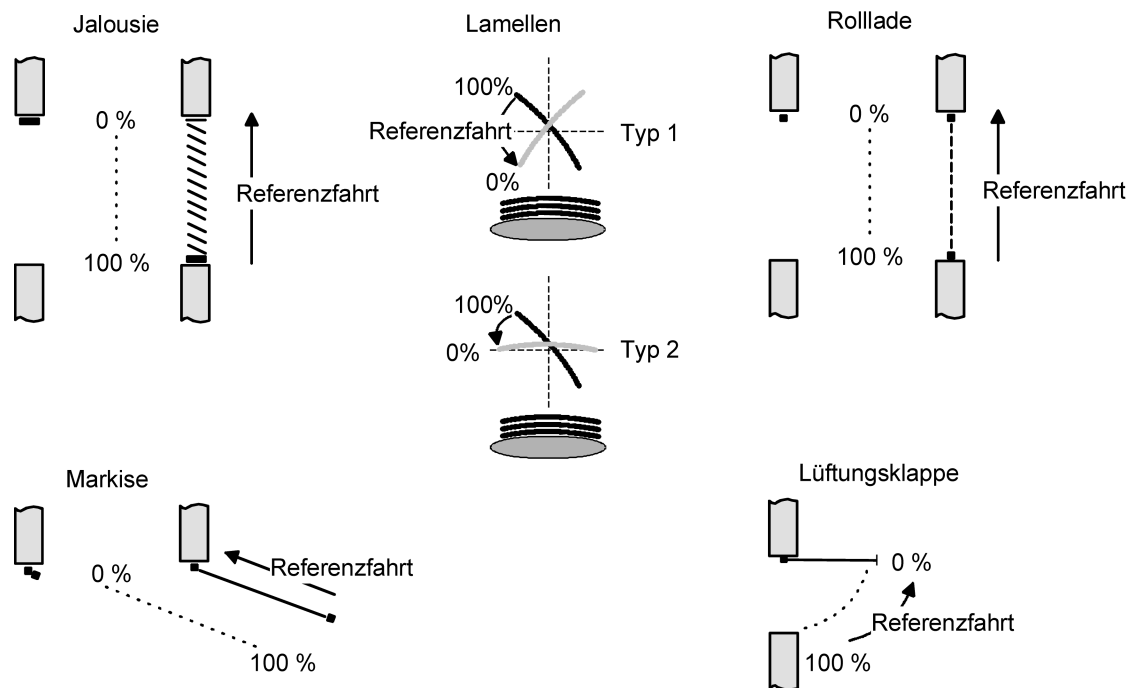 Jalousie
0 %
Referenzfahrt
100 %
Lamellen
100%
Referenzfahrt
Typ 1
0%
100%
0%
Typ 2
Rolllade
0 %
Referenzfahrt
100 %
Markise
0 %
Referenzfahrt
100 %
Lüftungsklappe
0 %
Referenzfahrt
100 %